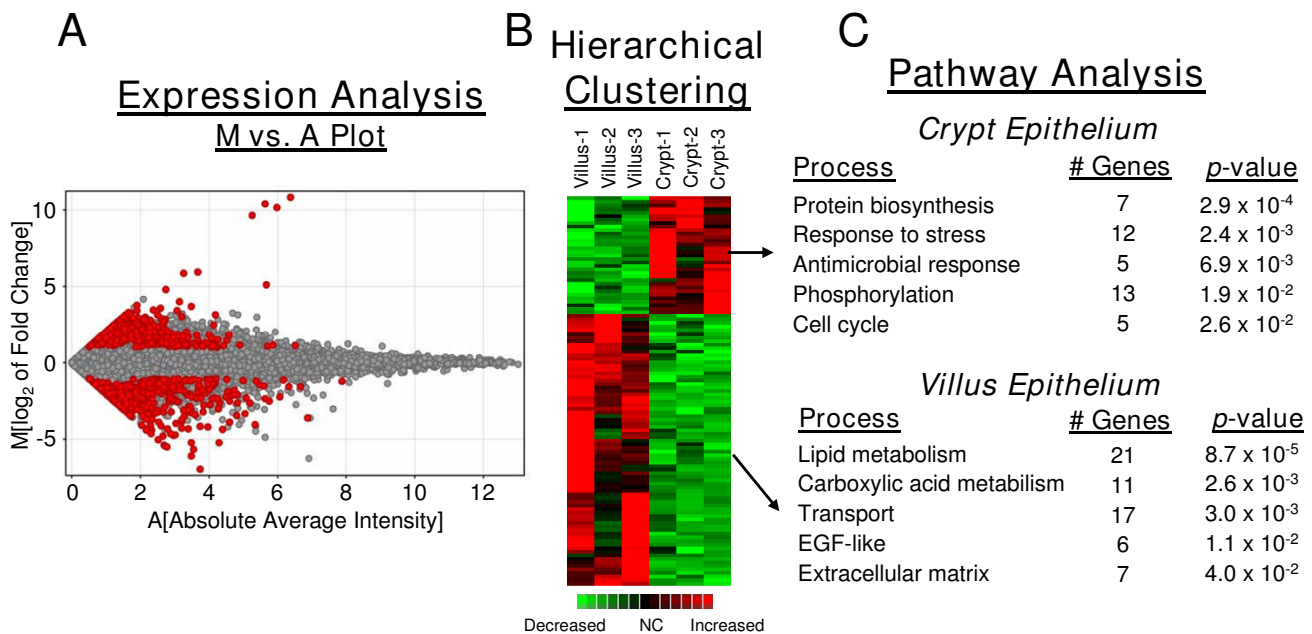 A
Expression Analysis
M vs. A Plot
M[log2 of Fold Change]
10
5
0
-5
0 2 4 6 8 10 12
A[Absolute Average Intensity]
B
Hierarchical
Clustering
Villus-1 Villus-2 Villus-3 Crypt-1 Crypt-2 Crypt-3
Decreased NC Increased
C
Pathway Analysis
Crypt Epithelium
Process # Genes p-value
Protein biosynthesis 7 2.9 x 10-4
Response to stress 12 2.4 x 10-3
Antimicrobial response 5 6.9 x 10-3
Phosphorylation 13 1.9 x 10-2
Cell cycle 5 2.6 x 10-2
Villus Epithelium
Process # Genes p-value
Lipid metabolism 21 8.7 x 10-5
Carboxylic acid metabilism 11 2.6 x 10-3
Transport 17 3.0 x 10-3
EGF-like 6 1.1 x 10-2
Extracellular matrix 7 4.0 x 10-2